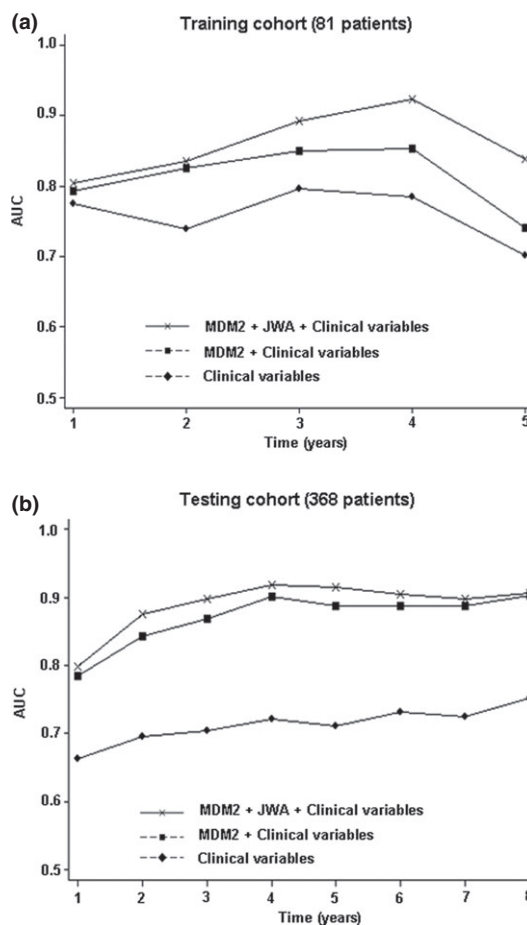 (a)
Training cohort (81 patients)
1.0
0.9
0.8
0.7
0.6
0.5
AUC
MDM2 + JWA + Clinical variables
MDM2 + Clinical variables
Clinical variables
1 2 3 4 5
Time (years)
(b)
Testing cohort (368 patients)
1.0
0.9
0.8
0.7
0.6
0.5
AUC
MDM2 + JWA + Clinical variables
MDM2 + Clinical variables
Clinical variables
1 2 3 4 5 6 7 8
Time (years)